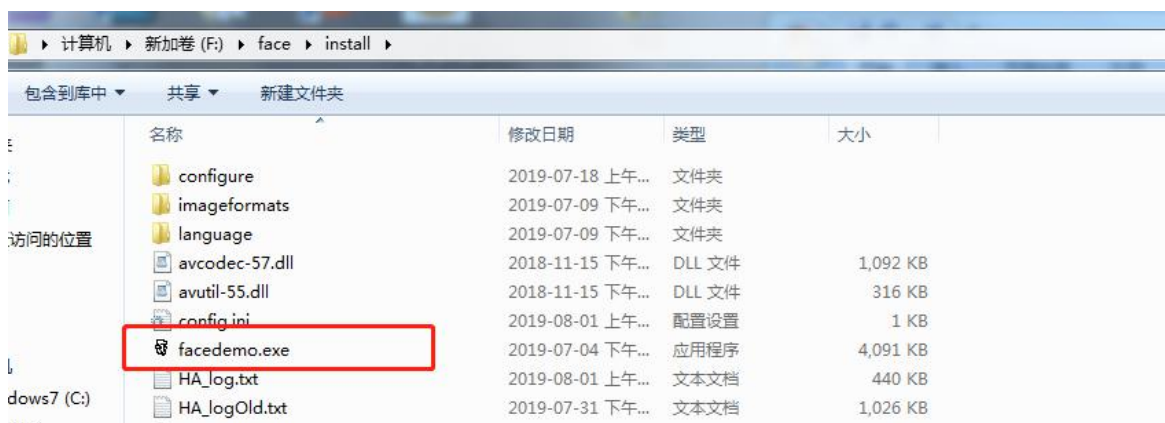 计算机 ▸ 新加卷 (F:) ▸ face ▸ install ▸
包含到库中 ▾ 共享 ▾ 新建文件夹
名称 修改日期 类型 大小
configure 2019-07-18 上午... 文件夹
imageformats 2019-07-09 下午... 文件夹
language 2019-07-09 下午... 文件夹
访问的位置
avcodec-57.dll 2018-11-15 下午... DLL 文件 1,092 KB
avutil-55.dll 2018-11-15 下午... DLL 文件 316 KB
config.ini 2019-08-01 上午... 配置设置 1 KB
facedemo.exe 2019-07-04 下午... 应用程序 4,091 KB
HA_log.txt 2019-08-01 上午... 文本文档 440 KB
dows7 (C:)
HA_logOld.txt 2019-07-31 下午... 文本文档 1,026 KB